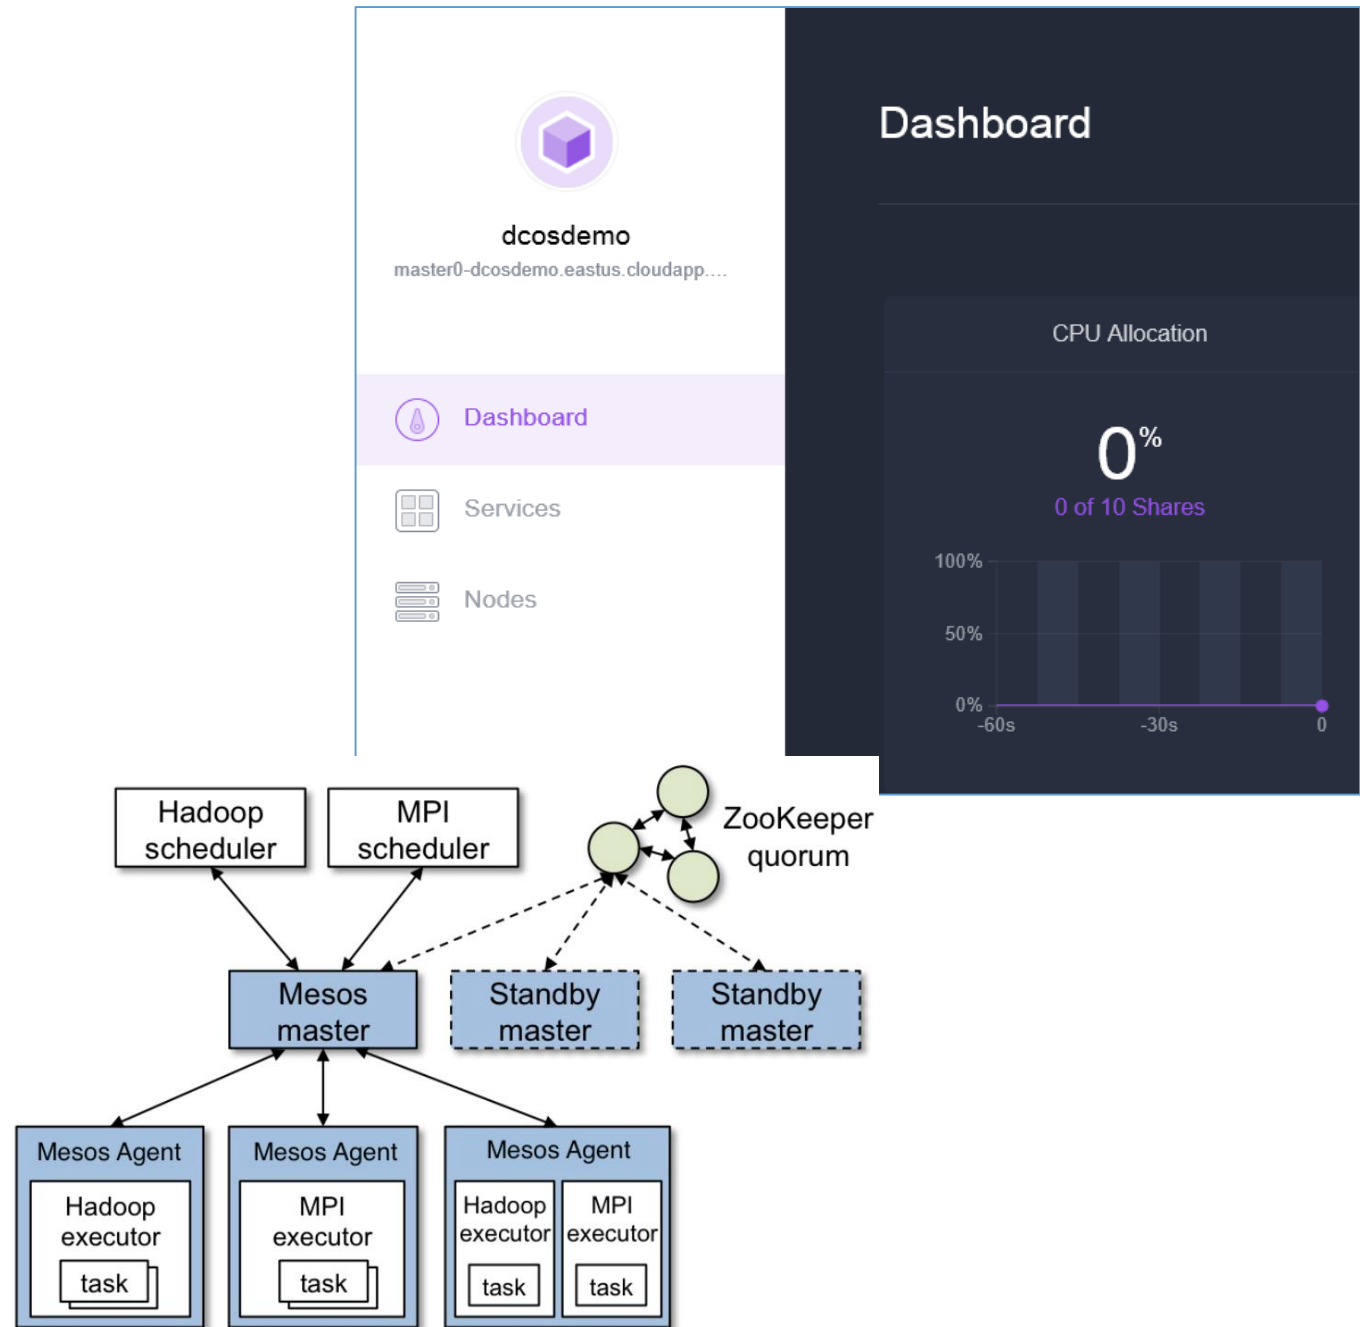 dcosdemo
master0-dcosdemo.eastus.cloudapp....
Dashboard
Services
Nodes
Dashboard
CPU Allocation
0%
0 of 10 Shares
100%
50%
0%
-60s -30s 0
Hadoop
scheduler
MPI
scheduler
ZooKeeper
quorum
Mesos
master
Standby
master
Standby
master
Mesos Agent
Hadoop
executor
task
Mesos Agent
MPI
executor
task
Mesos Agent
Hadoop
executor
task
MPI
executor
task